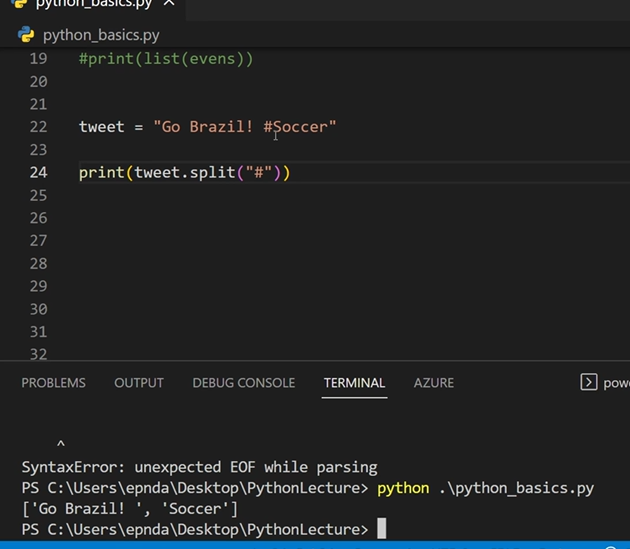 python_basics.py
python_basics.py
19 #print(list(evens))
20
21
22 tweet = "Go Brazil! #Soccer"
23
24 print(tweet.split("#"))
25
26
27
28
29
30
31
32
PROBLEMS OUTPUT DEBUG CONSOLE TERMINAL AZURE pow
^
SyntaxError: unexpected EOF while parsing
PS C:\Users\epnda\Desktop\PythonLecture> python .\python_basics.py
['Go Brazil! ', 'Soccer']
PS C:\Users\epnda\Desktop\PythonLecture>